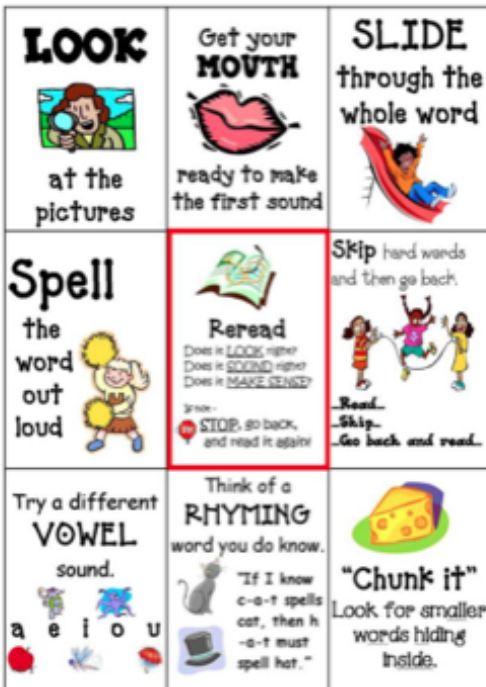 LOOK
at the
pictures
Get your
MOUTH
ready to make
the first sound
SLIDE
through the
whole word
Spell
the
word
out
loud
Reread
Does it LOOK right?
Does it SOUND right?
Does it MAKE SENSE?
If not-
STOP, go back,
and read it again!
Skip hard words
and then go back.
-Read-
-Skip-
-Go back and read-
Try a different
VOWEL
sound.
a e i o u
Think of a
RHYMING
word you do know.
"If I know
c-a-t spells
cat, then h
-a-t must
spell hat."
"Chunk it"
Look for smaller
words hiding
inside.